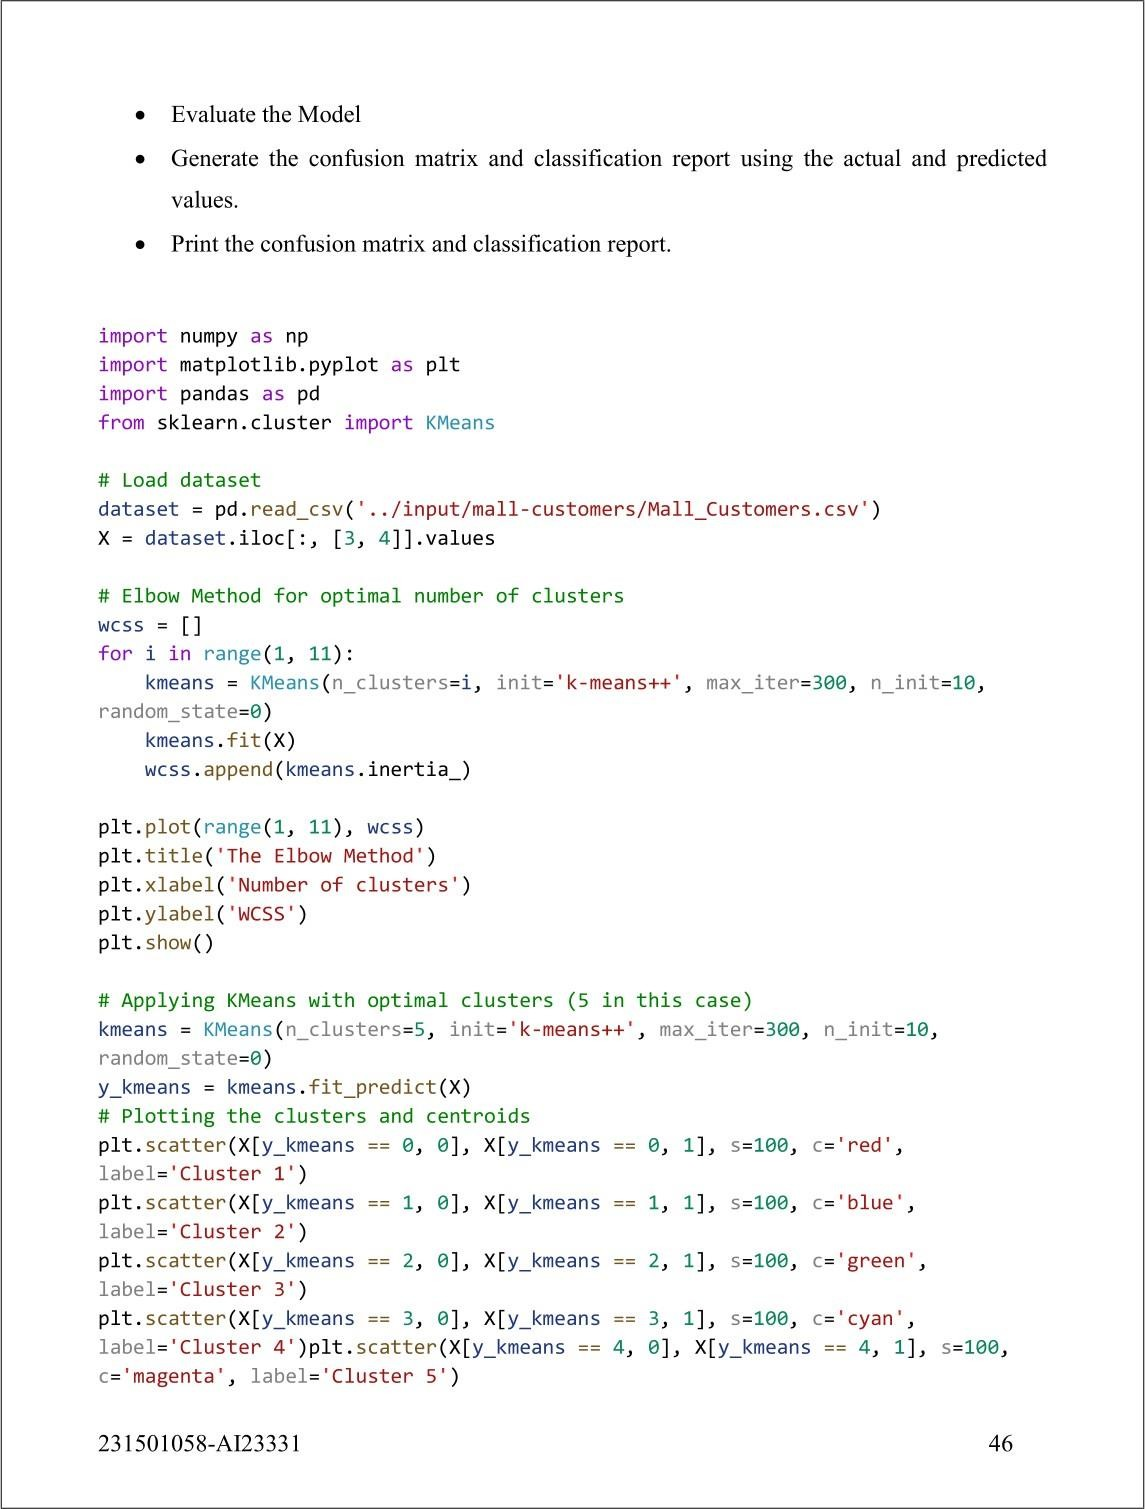 • Evaluate the Model
• Generate the confusion matrix and classification report using the actual and predicted
values.
• Print the confusion matrix and classification report.
import numpy as np
import matplotlib.pyplot as plt
import pandas as pd
from sklearn.cluster import KMeans
# Load dataset
dataset = pd.read_csv('../input/mall-customers/Mall_Customers.csv')
X = dataset.iloc[:, [3, 4]].values
# Elbow Method for optimal number of clusters
wcss = []
for i in range(1, 11):
    kmeans = KMeans(n_clusters=i, init='k-means++', max_iter=300, n_init=10,
random_state=0)
    kmeans.fit(X)
    wcss.append(kmeans.inertia_)
plt.plot(range(1, 11), wcss)
plt.title('The Elbow Method')
plt.xlabel('Number of clusters')
plt.ylabel('WCSS')
plt.show()
# Applying KMeans with optimal clusters (5 in this case)
kmeans = KMeans(n_clusters=5, init='k-means++', max_iter=300, n_init=10,
random_state=0)
y_kmeans = kmeans.fit_predict(X)
# Plotting the clusters and centroids
plt.scatter(X[y_kmeans == 0, 0], X[y_kmeans == 0, 1], s=100, c='red',
label='Cluster 1')
plt.scatter(X[y_kmeans == 1, 0], X[y_kmeans == 1, 1], s=100, c='blue',
label='Cluster 2')
plt.scatter(X[y_kmeans == 2, 0], X[y_kmeans == 2, 1], s=100, c='green',
label='Cluster 3')
plt.scatter(X[y_kmeans == 3, 0], X[y_kmeans == 3, 1], s=100, c='cyan',
label='Cluster 4')plt.scatter(X[y_kmeans == 4, 0], X[y_kmeans == 4, 1], s=100,
c='magenta', label='Cluster 5')
231501058-AI23331 46